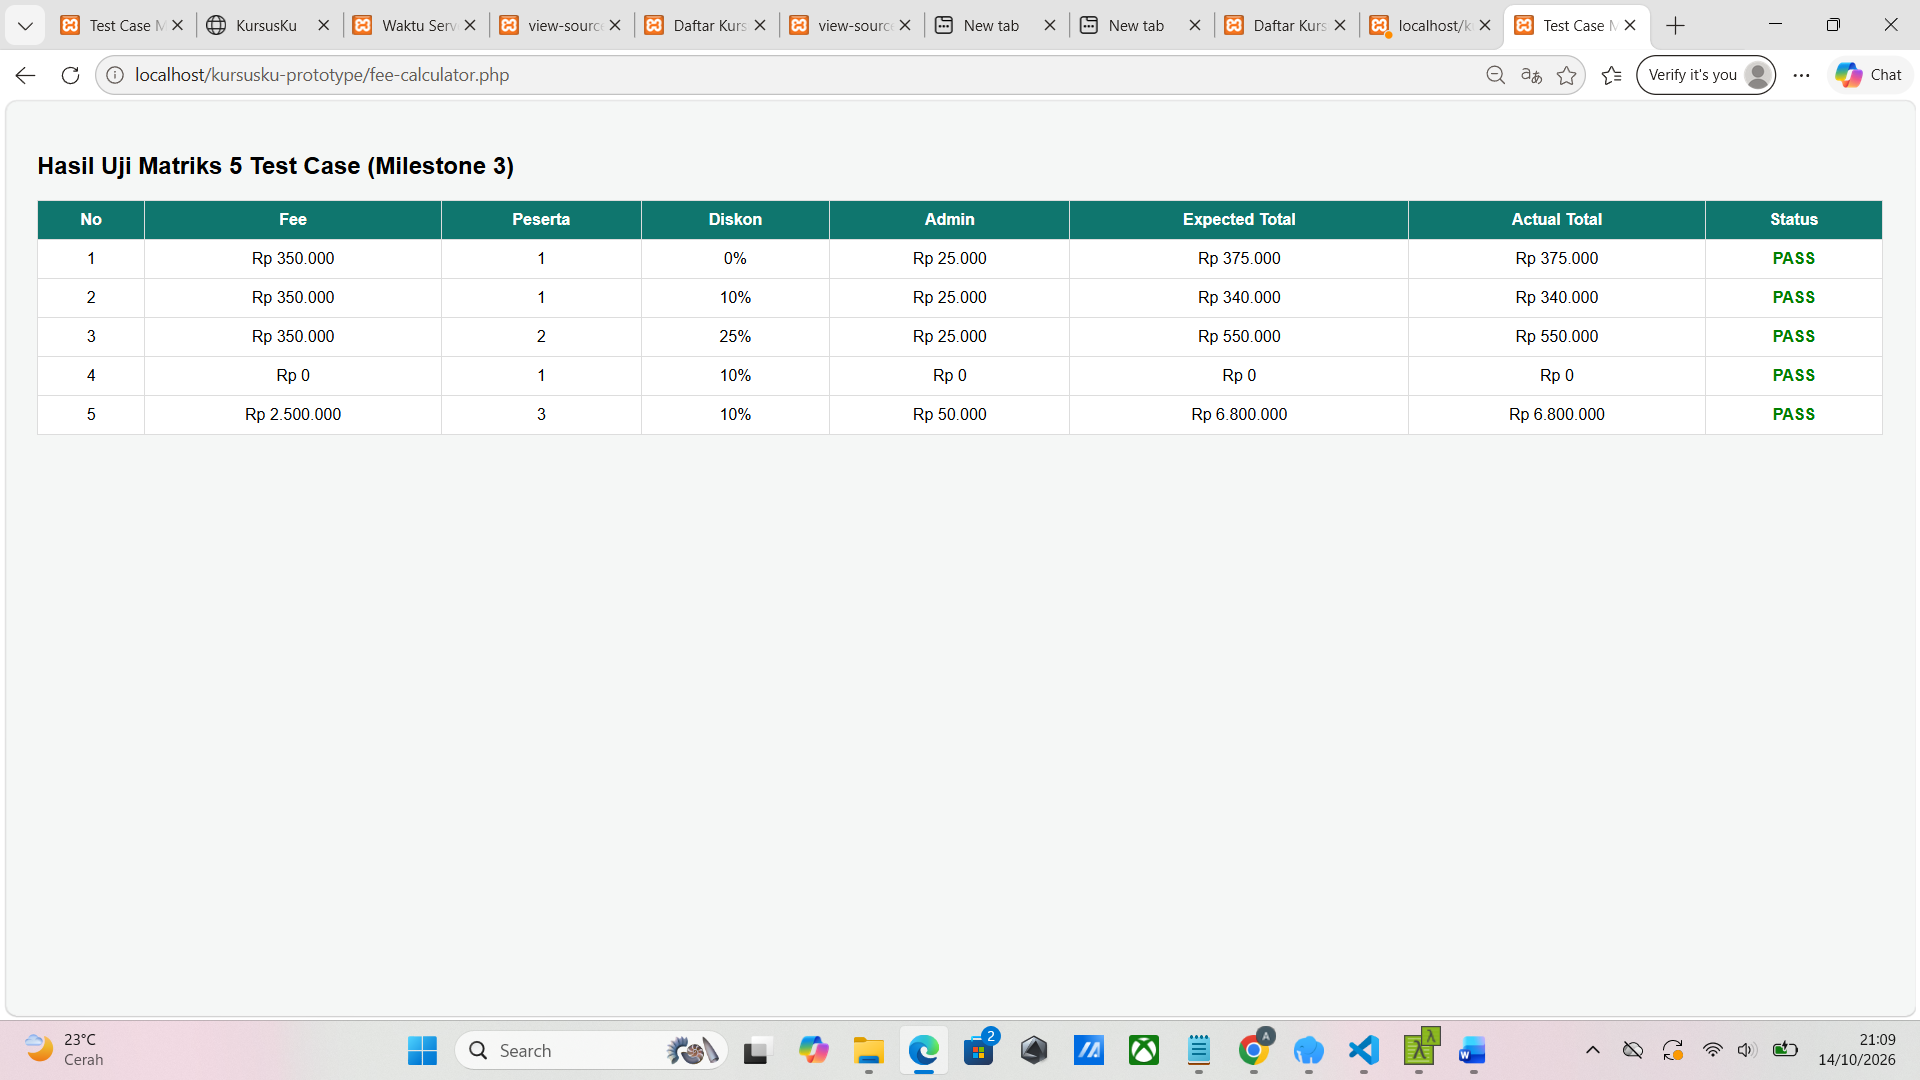 Test Case M
KursusKu
Waktu Serv
view-source
Daftar Kurs
view-source
New tab
New tab
Daftar Kurs
localhost/k
Test Case M
localhost/kursusku-prototype/fee-calculator.php
Verify it's you
Chat
Hasil Uji Matriks 5 Test Case (Milestone 3)
No Fee Peserta Diskon Admin Expected Total Actual Total Status
1 Rp 350.000 1 0% Rp 25.000 Rp 375.000 Rp 375.000 PASS
2 Rp 350.000 1 10% Rp 25.000 Rp 340.000 Rp 340.000 PASS
3 Rp 350.000 2 25% Rp 25.000 Rp 550.000 Rp 550.000 PASS
4 Rp 0 1 10% Rp 0 Rp 0 Rp 0 PASS
5 Rp 2.500.000 3 10% Rp 50.000 Rp 6.800.000 Rp 6.800.000 PASS
23°C
Cerah
Search
2
A
21:09
14/10/2026